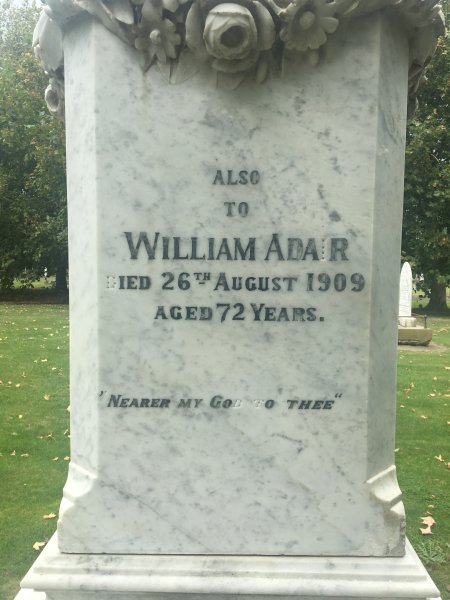 ALSO
TO
WILLIAM ADAIR
DIED 26TH AUGUST 1909
AGED 72 YEARS.
"NEARER MY GOD TO THEE"